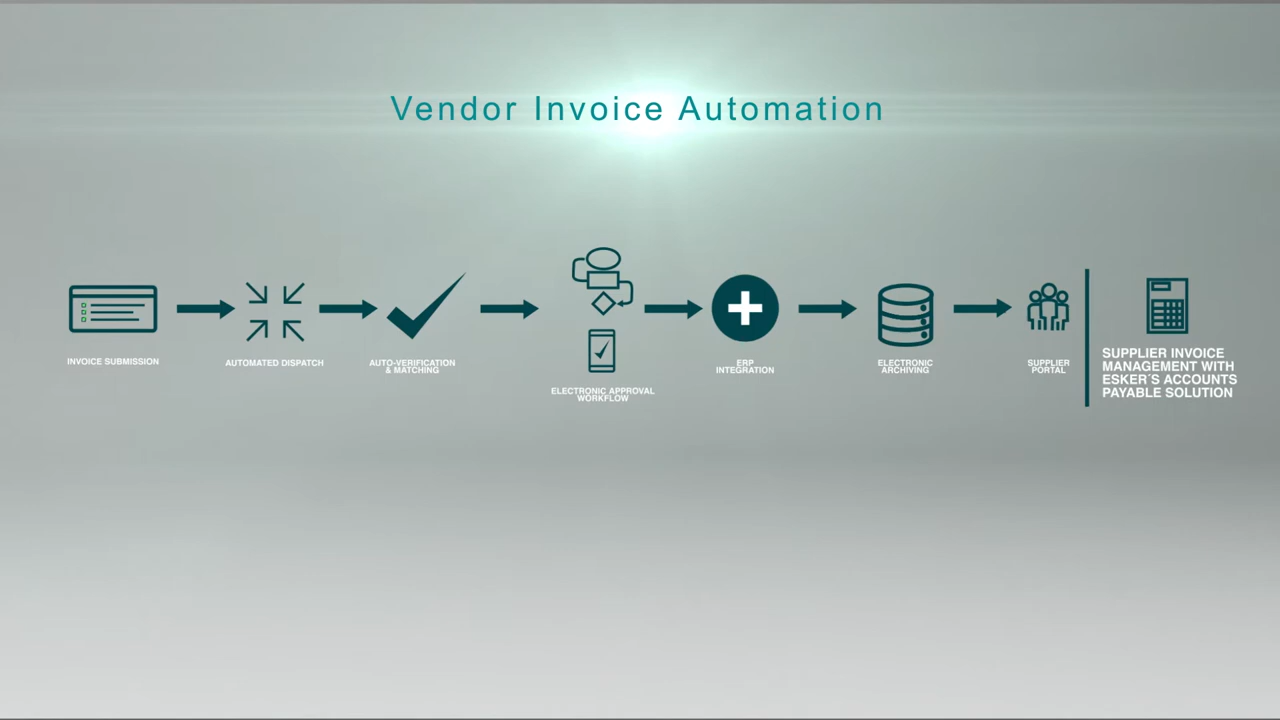 Vendor Invoice Automation
INVOICE SUBMISSION
AUTOMATED DISPATCH
AUTO-VERIFICATION
& MATCHING
ELECTRONIC APPROVAL
WORKFLOW
ERP
INTEGRATION
ELECTRONIC
ARCHIVING
SUPPLIER
PORTAL
SUPPLIER INVOICE
MANAGEMENT WITH
ESKER´S ACCOUNTS
PAYABLE SOLUTION